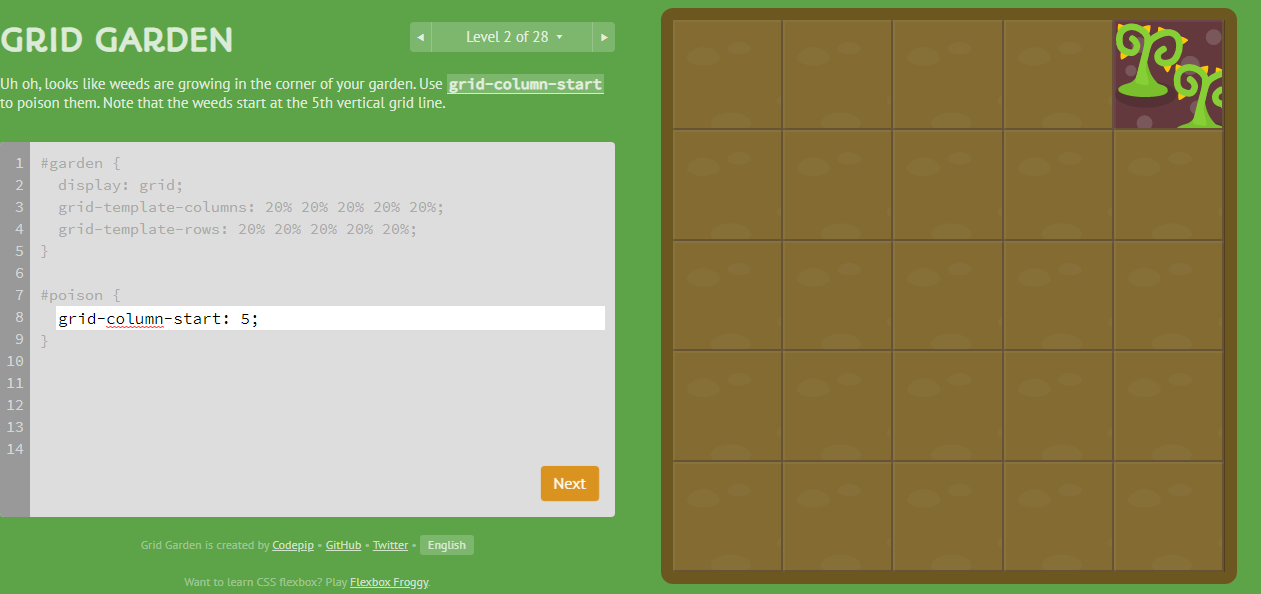 GRID GARDEN
◀ Level 2 of 28 ▾ ▶
Uh oh, looks like weeds are growing in the corner of your garden. Use grid-column-start
to poison them. Note that the weeds start at the 5th vertical grid line.
1 #garden {
2 display: grid;
3 grid-template-columns: 20% 20% 20% 20% 20%;
4 grid-template-rows: 20% 20% 20% 20% 20%;
5 }
6
7 #poison {
8 grid-column-start: 5;
9 }
10
11
12
13
14
Next
Grid Garden is created by Codepip • GitHub • Twitter • English
Want to learn CSS flexbox? Play Flexbox Froggy.